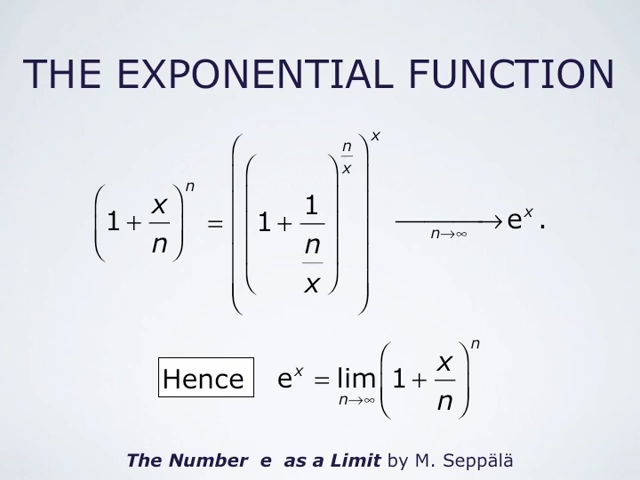 THE EXPONENTIAL FUNCTION
(1 + x/n)^n = ((1 + 1/(n/x))^(n/x))^x ⟶ n→∞ e^x .
Hence e^x = lim n→∞ (1 + x/n)^n
The Number e as a Limit by M. Seppälä